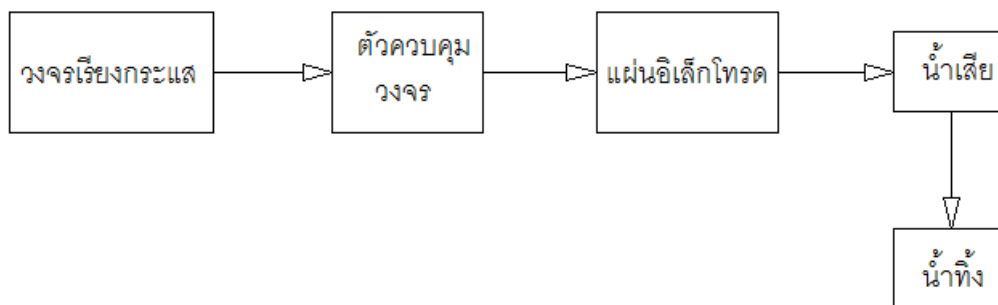 วงจรเรียงกระแส
ตัวควบคุม
วงจร
แผ่นอิเล็กโทรด
น้ำเสีย
น้ำทิ้ง